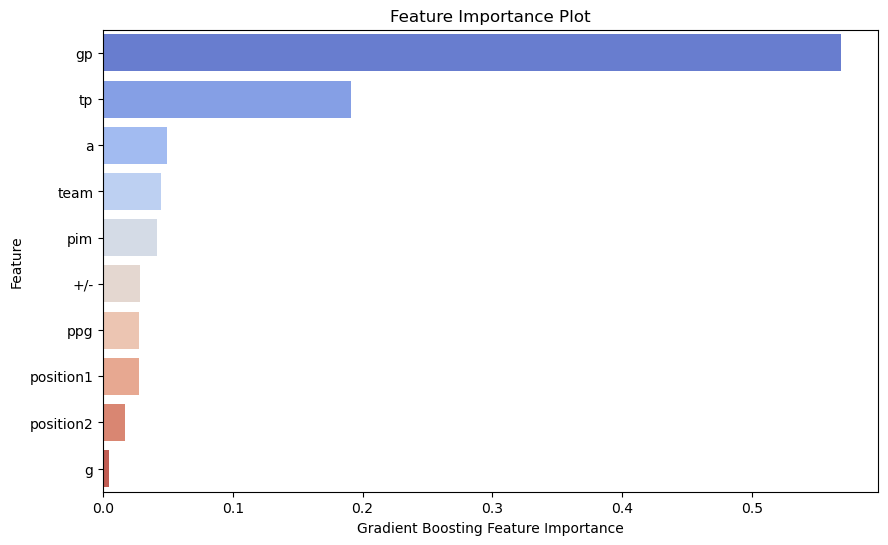 Feature Importance Plot
Feature
gp
tp
a
team
pim
+/-
ppg
position1
position2
g
0.0 0.1 0.2 0.3 0.4 0.5
Gradient Boosting Feature Importance